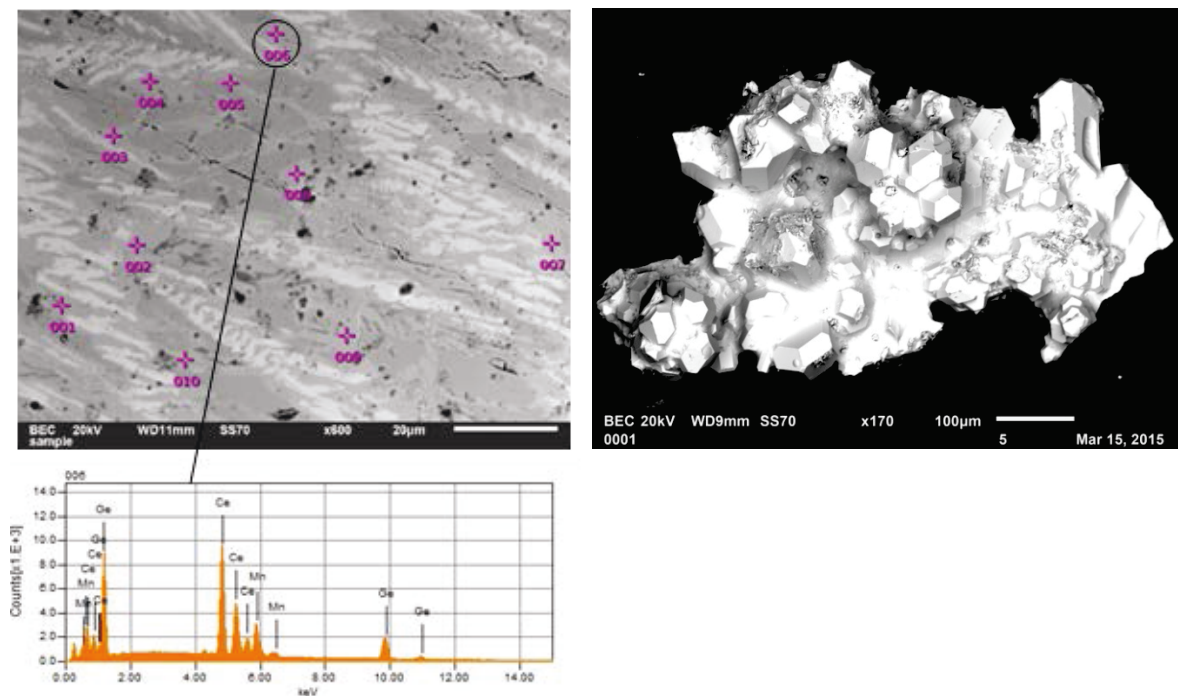 006
004
005
003
008
002
007
001
009
010
BEC 20kV WD11mm SS70 x600 20µm
sample
BEC 20kV WD9mm SS70 x170 100µm
0001 5 Mar 15, 2015
006
Counts[x1.E+3]
14.0
12.0
10.0
8.0
6.0
4.0
2.0
0.0
Ge
Ge
Ce
Ce
Mn
Ce
Ce
Ce
Ce
Mn
Mn
Ge
Ge
0.00 2.00 4.00 6.00 8.00 10.00 12.00 14.00
keV